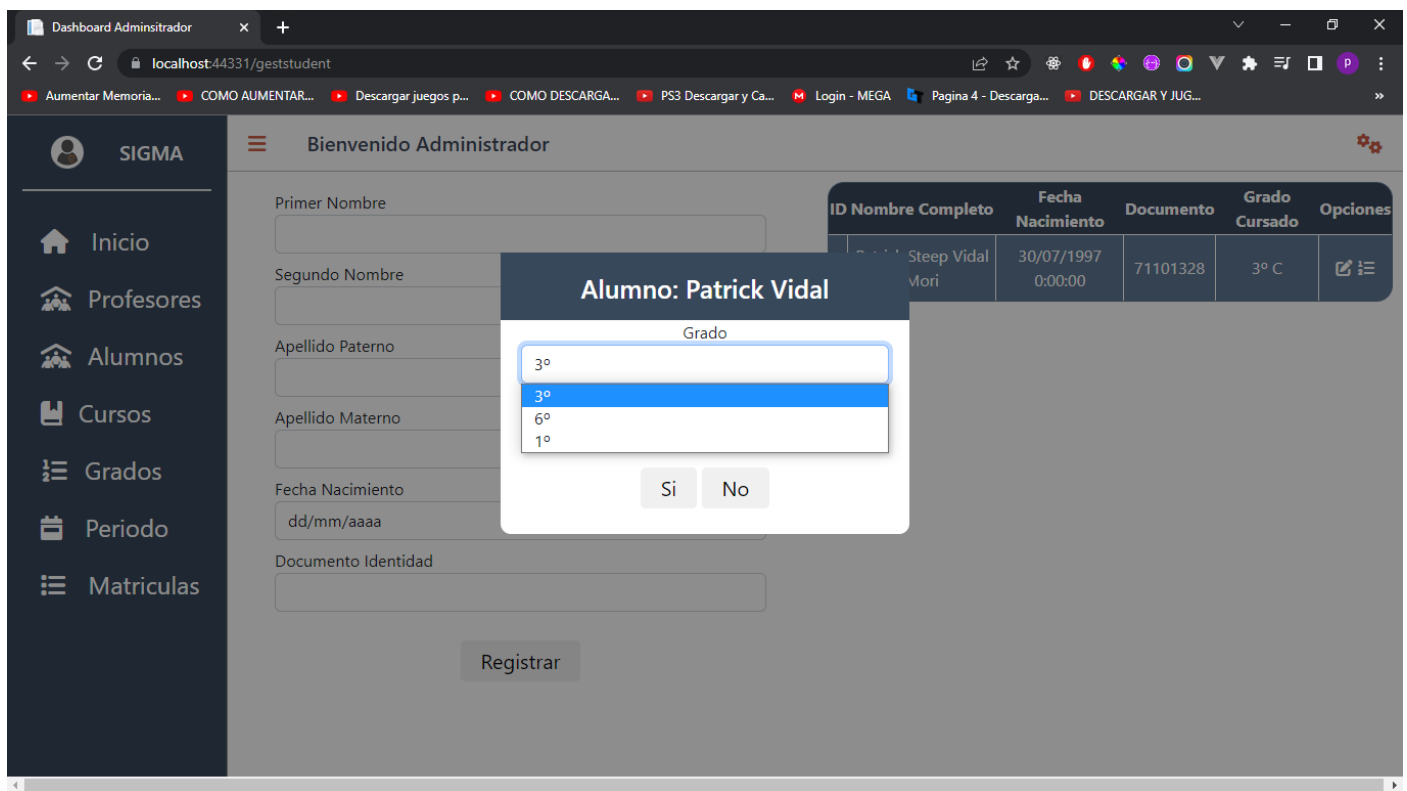 Dashboard Adminsitrador
localhost:44331/geststudent
P
Aumentar Memoria... COMO AUMENTAR... Descargar juegos p... COMO DESCARGA... PS3 Descargar y Ca... Login - MEGA Pagina 4 - Descarga... DESCARGAR Y JUG... »
SIGMA
Bienvenido Administrador
Inicio
Profesores
Alumnos
Cursos
Grados
Periodo
Matriculas
Primer Nombre
Segundo Nombre
Apellido Paterno
Apellido Materno
Fecha Nacimiento
dd/mm/aaaa
Documento Identidad
Registrar
ID Nombre Completo Fecha Nacimiento Documento Grado Cursado Opciones
Steep Vidal Mori 30/07/1997 0:00:00 71101328 3º C
Alumno: Patrick Vidal
Grado
3º
3º
6º
1º
Si No